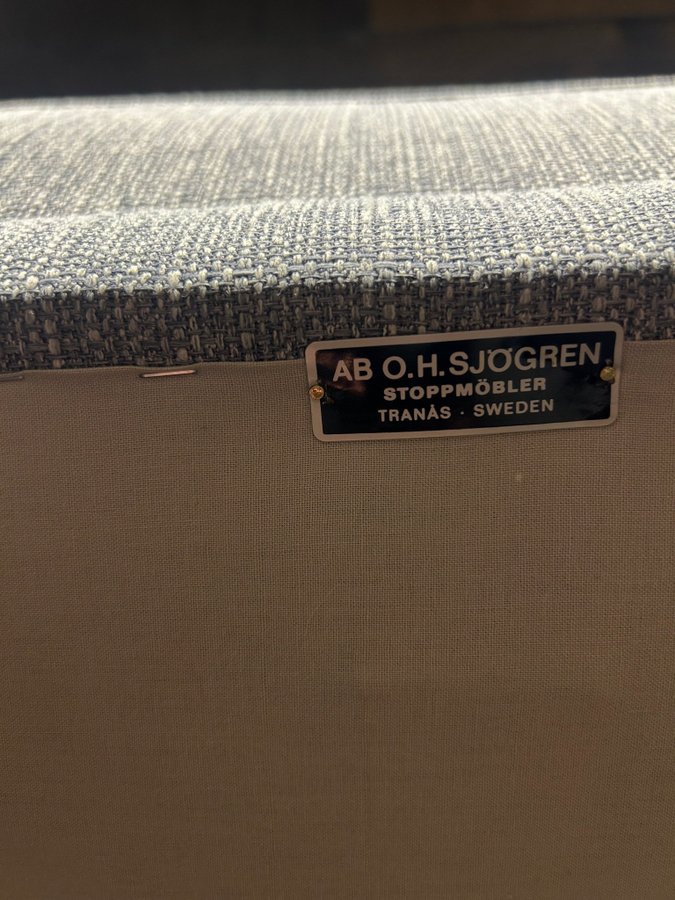 AB O.H.SJÖGREN
STOPPMÖBLER
TRANÅS · SWEDEN